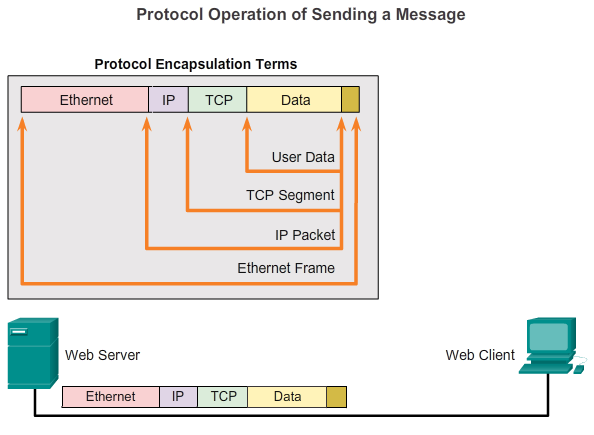 Protocol Operation of Sending a Message
Protocol Encapsulation Terms
Ethernet IP TCP Data
User Data
TCP Segment
IP Packet
Ethernet Frame
Web Server
Web Client
Ethernet IP TCP Data